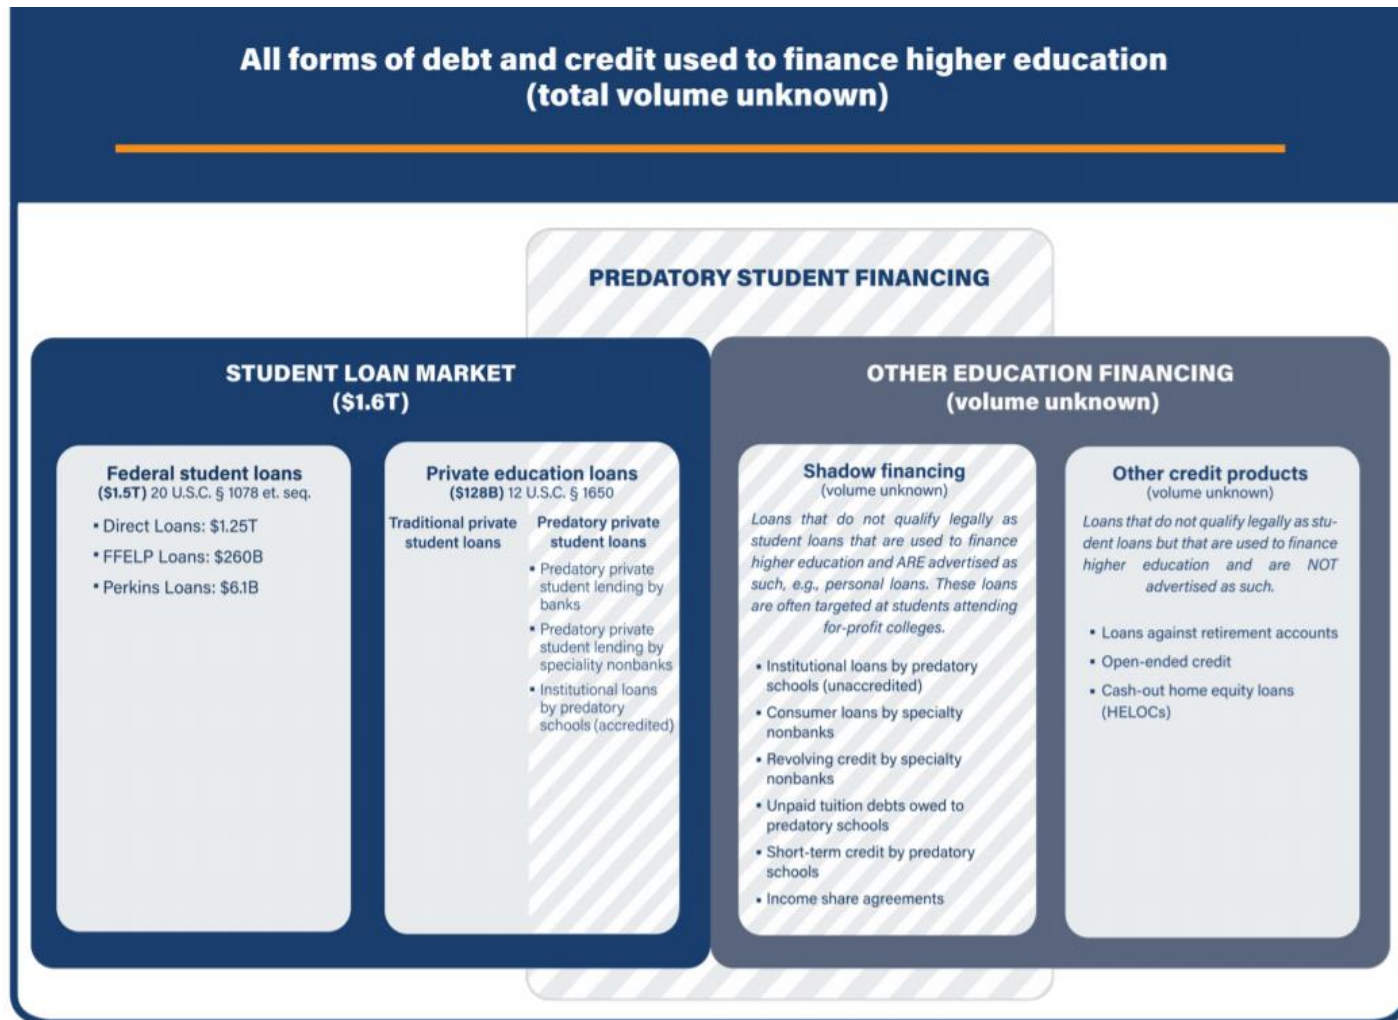 All forms of debt and credit used to finance higher education
(total volume unknown)
PREDATORY STUDENT FINANCING
STUDENT LOAN MARKET
($1.6T)
Federal student loans
($1.5T) 20 U.S.C. § 1078 et. seq.
▪ Direct Loans: $1.25T
▪ FFELP Loans: $260B
▪ Perkins Loans: $6.1B
Private education loans
($128B) 12 U.S.C. § 1650
Traditional private
student loans
Predatory private
student loans
▪ Predatory private
student lending by
banks
▪ Predatory private
student lending by
speciality nonbanks
▪ Institutional loans
by predatory
schools (accredited)
OTHER EDUCATION FINANCING
(volume unknown)
Shadow financing
(volume unknown)
Loans that do not qualify legally as
student loans that are used to finance
higher education and ARE advertised as
such, e.g., personal loans. These loans
are often targeted at students attending
for-profit colleges.
▪ Institutional loans by predatory
schools (unaccredited)
▪ Consumer loans by specialty
nonbanks
▪ Revolving credit by specialty
nonbanks
▪ Unpaid tuition debts owed to
predatory schools
▪ Short-term credit by predatory
schools
▪ Income share agreements
Other credit products
(volume unknown)
Loans that do not qualify legally as stu-
dent loans but that are used to finance
higher education and are NOT
advertised as such.
▪ Loans against retirement accounts
▪ Open-ended credit
▪ Cash-out home equity loans
(HELOCs)